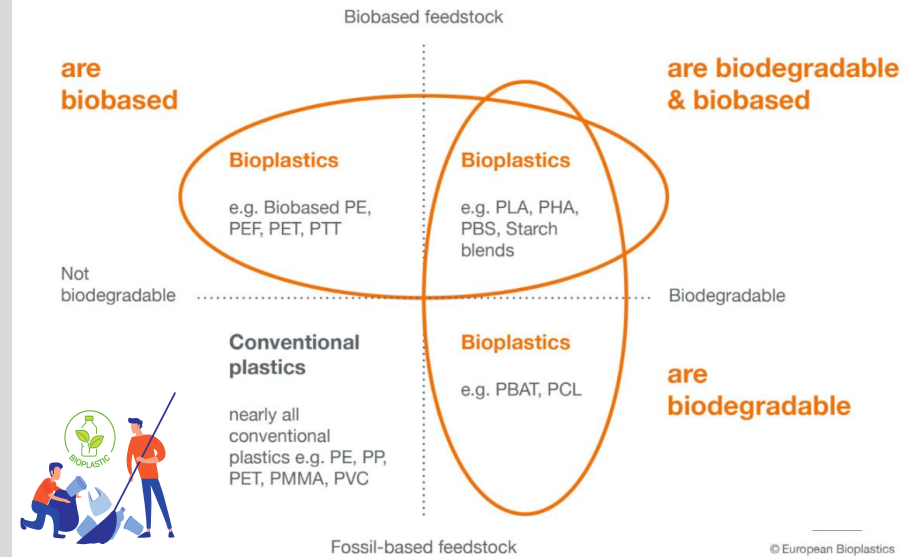 Biobased feedstock
are
biobased
are biodegradable
& biobased
Bioplastics
e.g. Biobased PE,
PEF, PET, PTT
Bioplastics
e.g. PLA, PHA,
PBS, Starch
blends
Not
biodegradable
Biodegradable
Conventional
plastics
nearly all
conventional
plastics e.g. PE, PP,
PET, PMMA, PVC
Bioplastics
e.g. PBAT, PCL
are
biodegradable
BIOPLASTIC
Fossil-based feedstock
© European Bioplastics